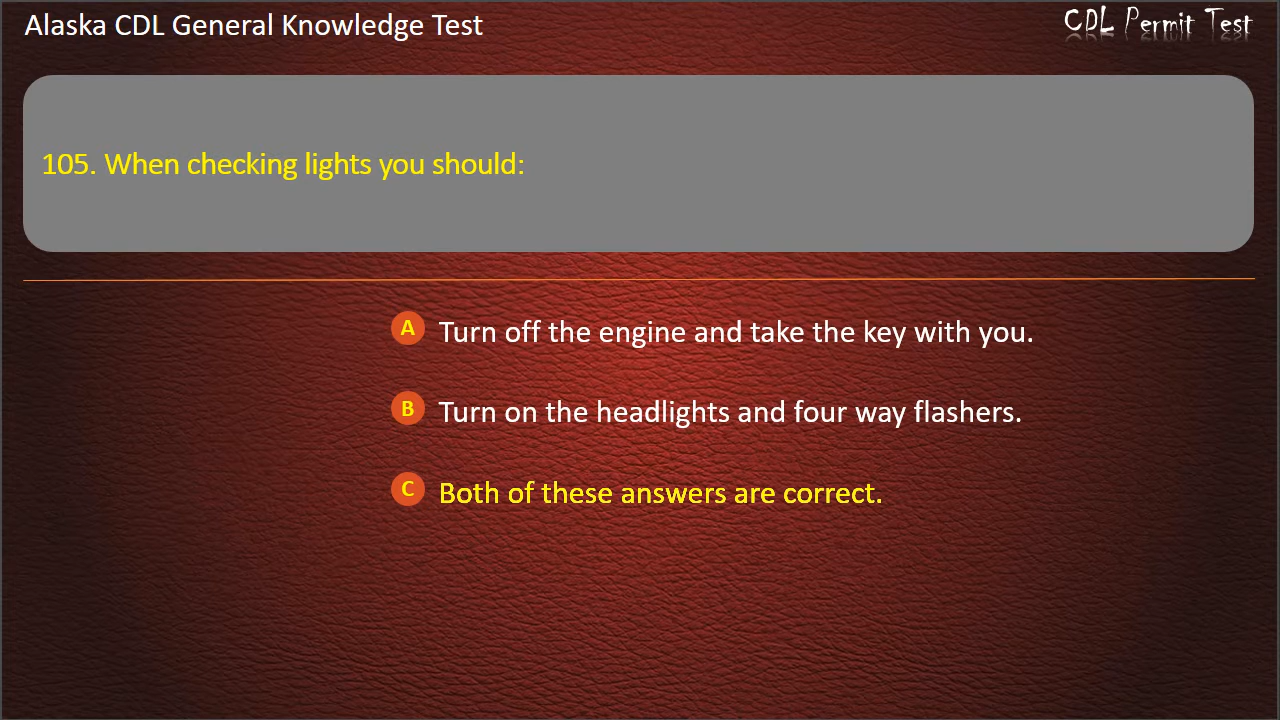 Alaska CDL General Knowledge Test
CDL Permit Test
105. When checking lights you should:
A Turn off the engine and take the key with you.
B Turn on the headlights and four way flashers.
C Both of these answers are correct.